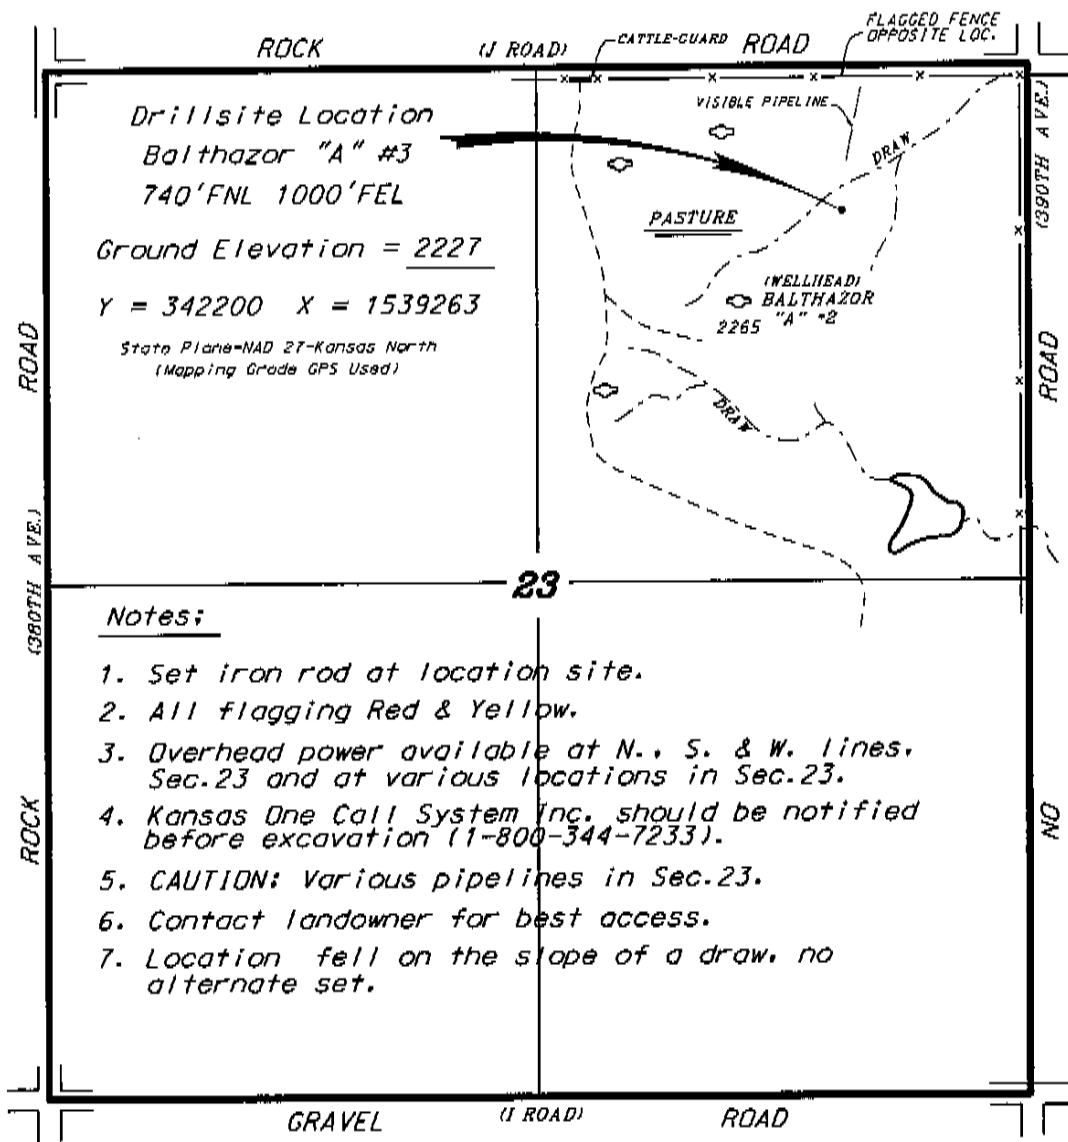 ROCK (J ROAD) CATTLE-GUARD ROAD
FLAGGED FENCE
OPPOSITE LOC.
Drillsite Location
Balthazor "A" #3
740'FNL 1000'FEL
Ground Elevation = 2227
Y = 342200 X = 1539263
State Plane-NAD 27-Kansas North
(Mapping Grade GPS Used)
VISIBLE PIPELINE
DRAW
PASTURE
(WELLHEAD)
BALTHAZOR
"A" #2
2265
DRAW
(390TH AVE.)
ROAD
NO
ROAD
(380TH AVE.)
ROCK
23
Notes:
1. Set iron rod at location site.
2. All flagging Red & Yellow.
3. Overhead power available at N., S. & W. lines,
Sec.23 and at various locations in Sec.23.
4. Kansas One Call System Inc. should be notified
before excavation (1-800-344-7233).
5. CAUTION: Various pipelines in Sec.23.
6. Contact landowner for best access.
7. Location fell on the slope of a draw, no
alternate set.
GRAVEL (I ROAD) ROAD